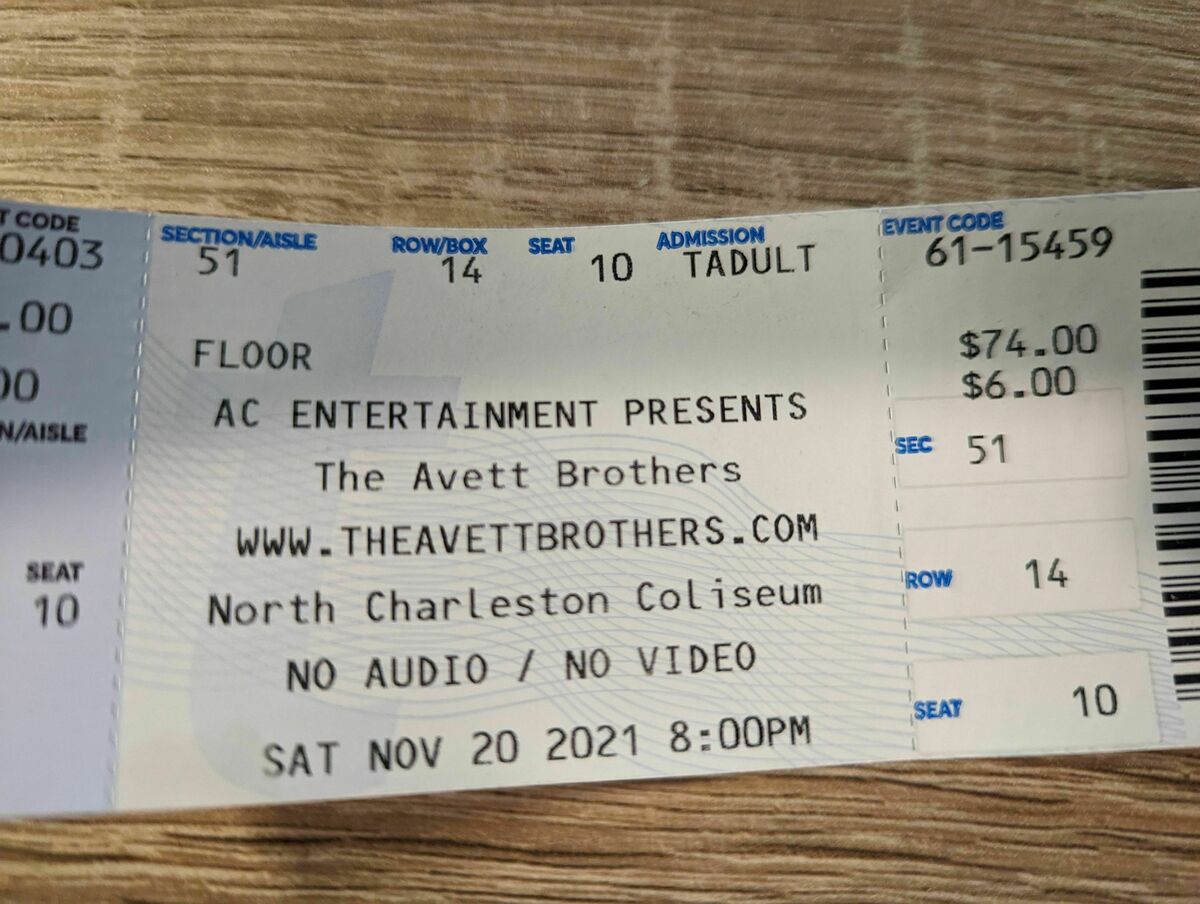 T CODE
0403
.00
00
N/AISLE
SEAT
10
SECTION/AISLE ROW/BOX SEAT ADMISSION
51 14 10 TADULT
FLOOR
AC ENTERTAINMENT PRESENTS
The Avett Brothers
WWW.THEAVETTBROTHERS.COM
North Charleston Coliseum
NO AUDIO / NO VIDEO
SAT NOV 20 2021 8:00PM
EVENT CODE
61-15459
$74.00
$6.00
SEC 51
ROW 14
SEAT 10